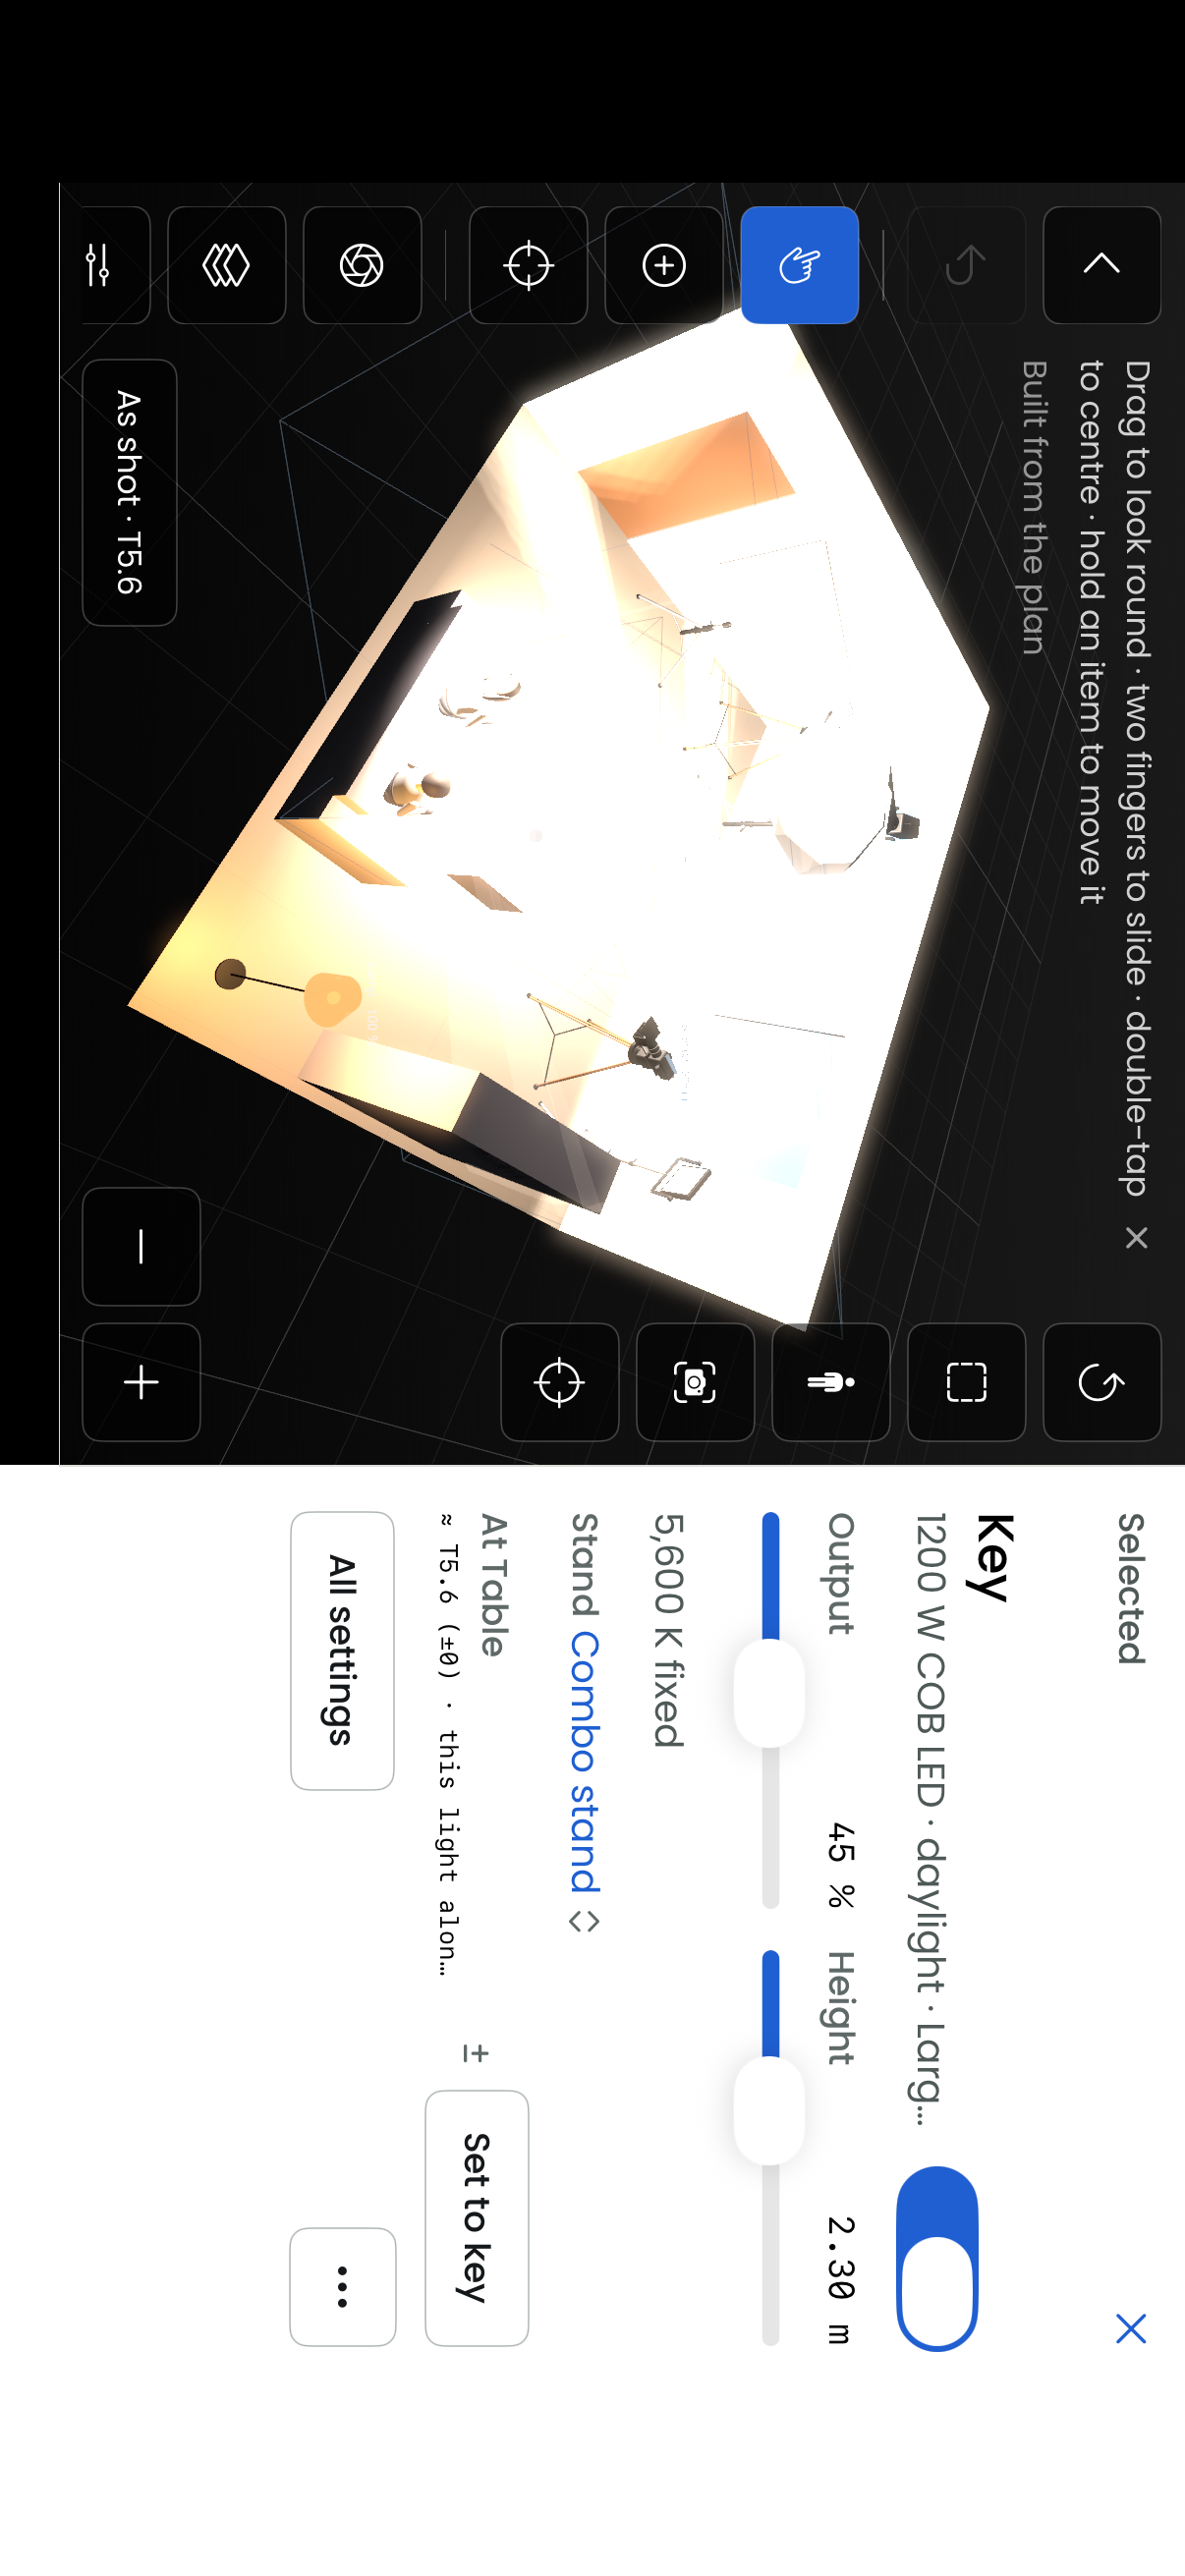 Drag to look round · two fingers to slide · double-tap
to centre · hold an item to move it
Built from the plan
As shot · T5.6
Selected
Key
1200 W COB LED · daylight · Larg…
Output
45 %
Height
2.30 m
5,600 K fixed
Stand Combo stand
At Table
≈ T5.6 (±0) · this light alon…
±
Set to key
All settings